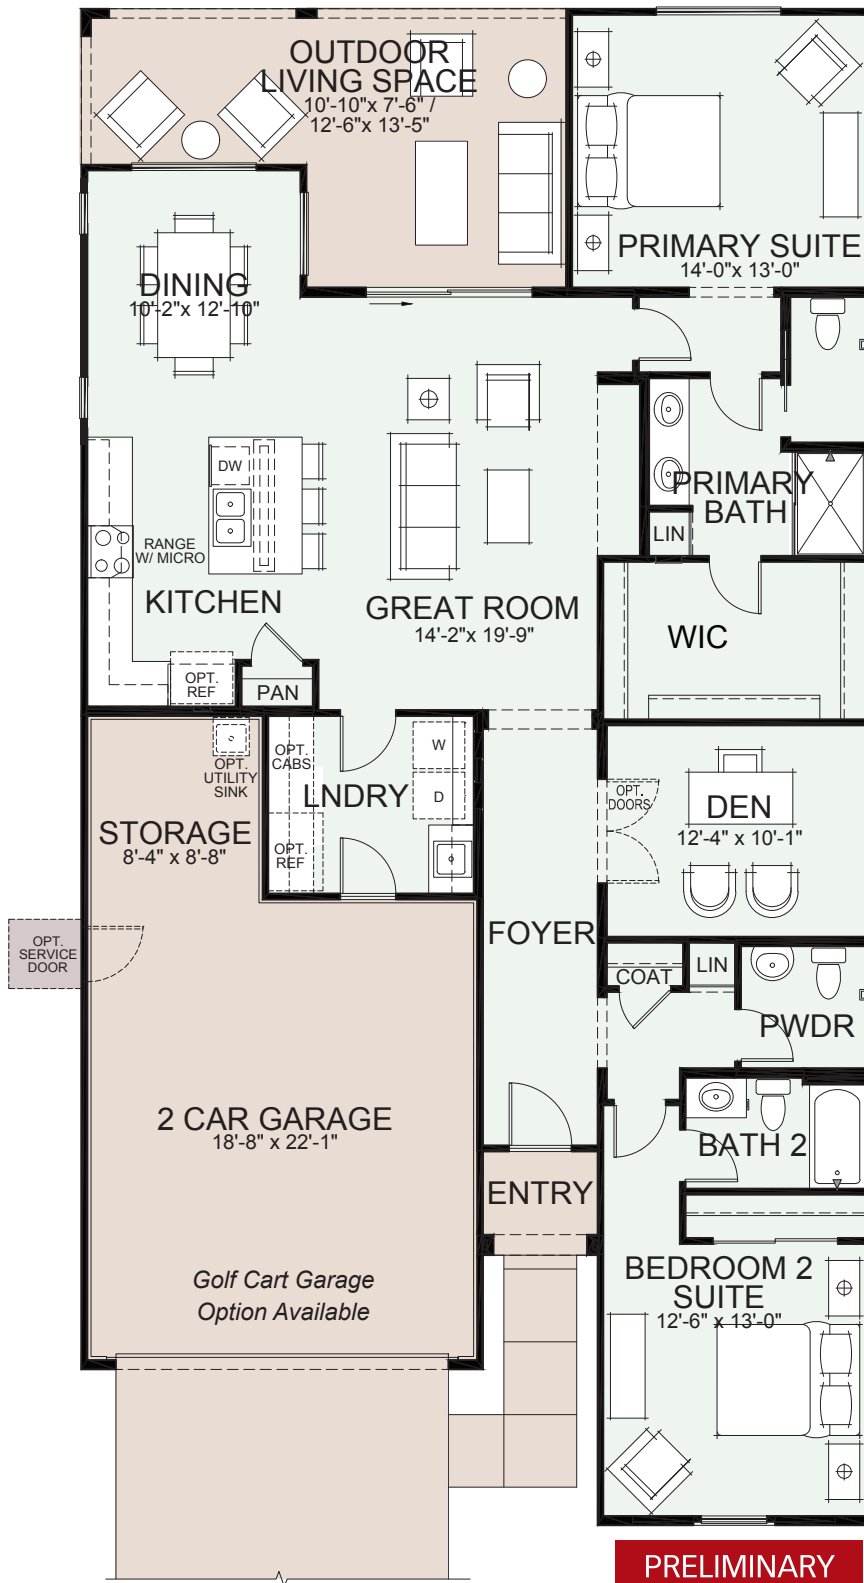 OUTDOOR
LIVING SPACE
10'-10"x 7'-6" /
12'-6"x 13'-5"
PRIMARY SUITE
14'-0"x 13'-0"
DINING
10'-2"x 12'-10"
DW
RANGE
W/ MICRO
KITCHEN
OPT.
REF
PAN
GREAT ROOM
14'-2"x 19'-9"
PRIMARY
BATH
LIN
WIC
OPT.
UTILITY
SINK
OPT.
CABS
W
D
LNDRY
OPT.
REF
STORAGE
8'-4" x 8'-8"
OPT.
DOORS
DEN
12'-4" x 10'-1"
OPT.
SERVICE
DOOR
FOYER
COAT
LIN
PWDR
2 CAR GARAGE
18'-8" x 22'-1"
BATH 2
ENTRY
Golf Cart Garage
Option Available
BEDROOM 2
SUITE
12'-6" x 13'-0"
PRELIMINARY